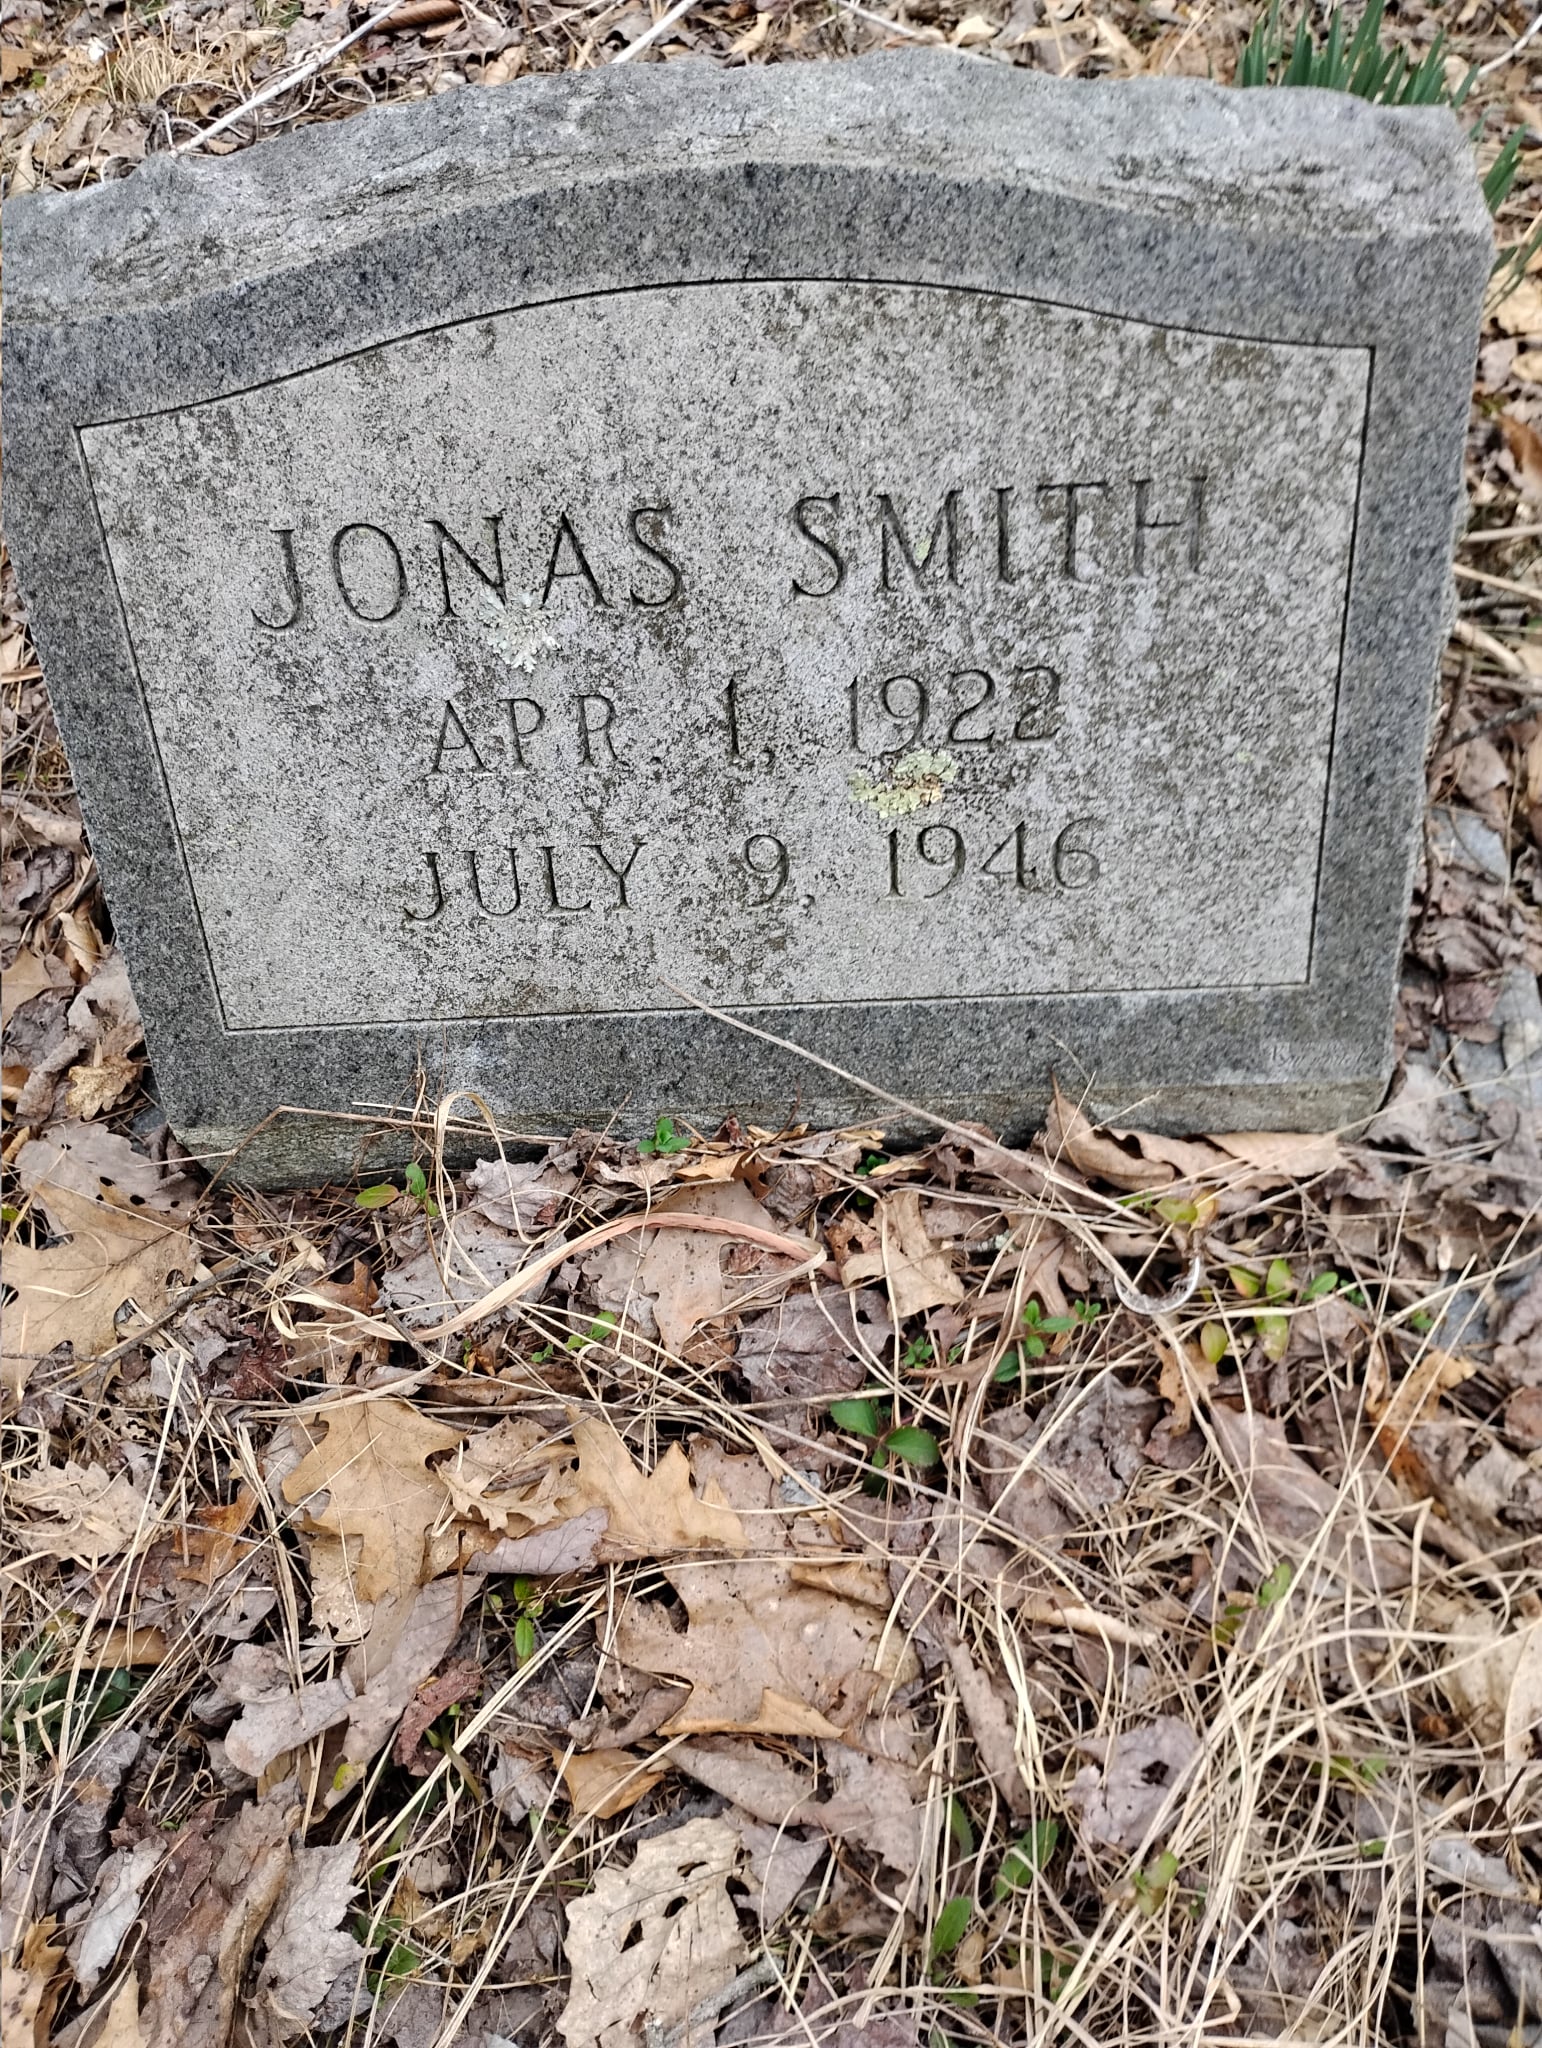 JONAS SMITH
APR. 1, 1922
JULY 9, 1946